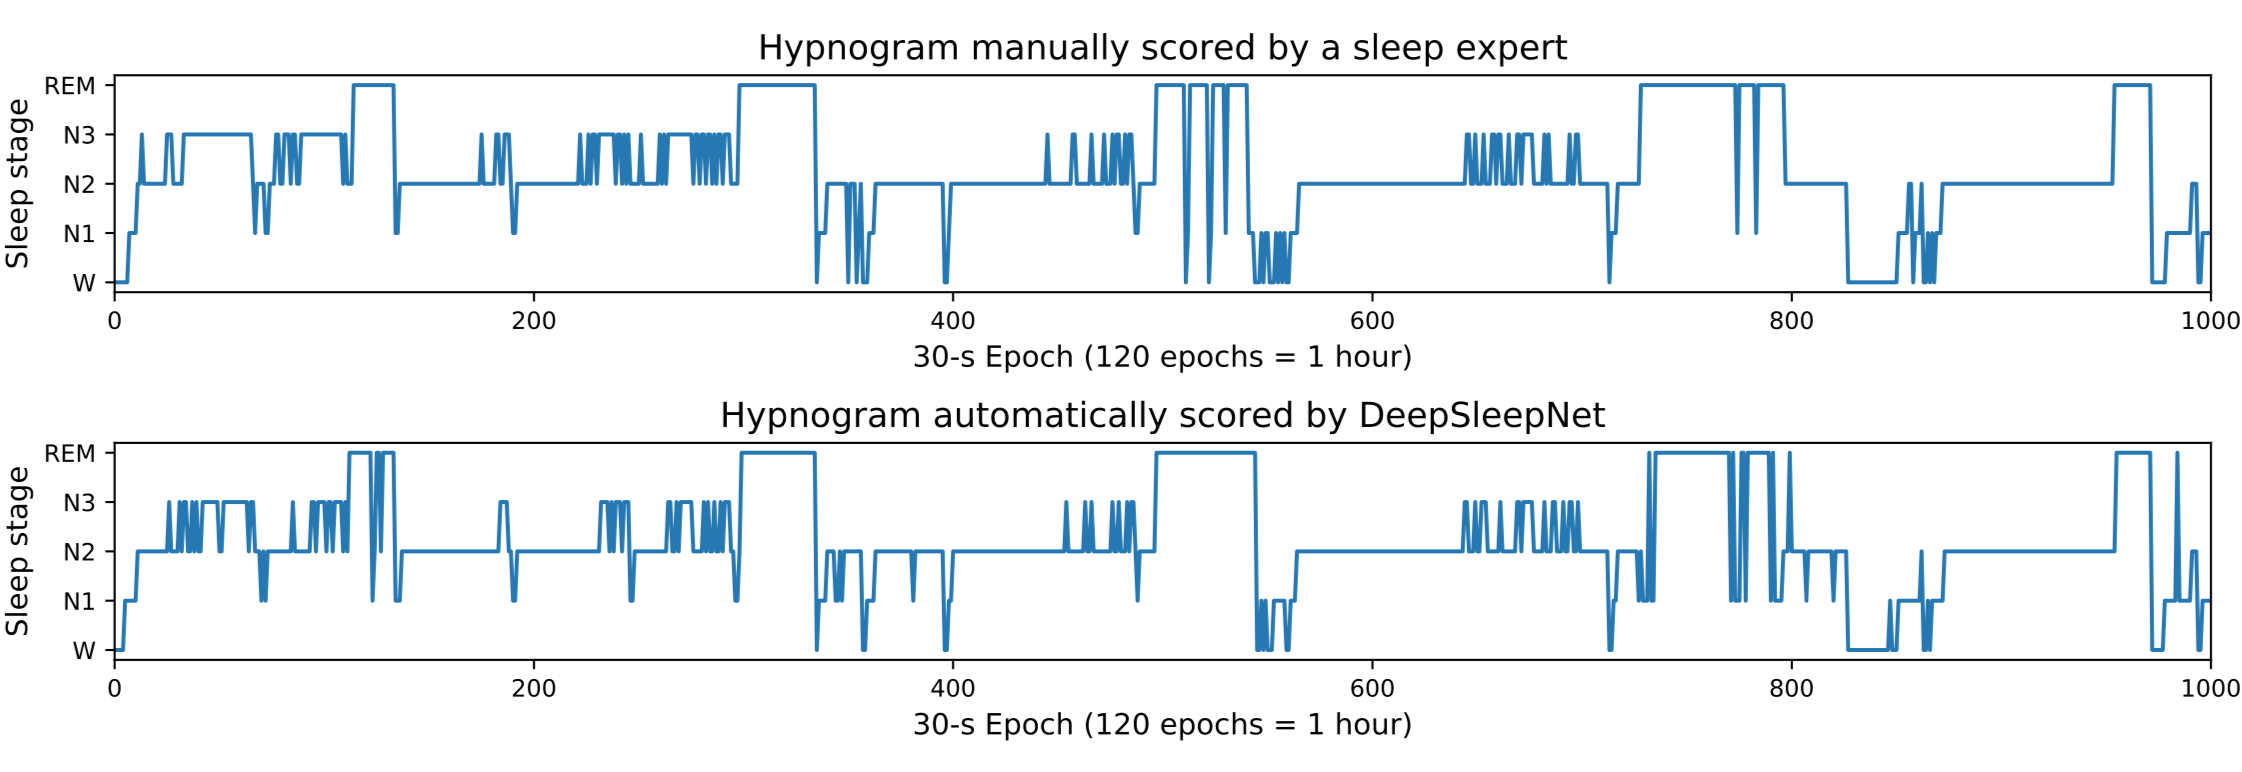 Hypnogram manually scored by a sleep expert
Sleep stage
REM
N3
N2
N1
W
0 200 400 600 800 1000
30-s Epoch (120 epochs = 1 hour)
Hypnogram automatically scored by DeepSleepNet
Sleep stage
REM
N3
N2
N1
W
0 200 400 600 800 1000
30-s Epoch (120 epochs = 1 hour)